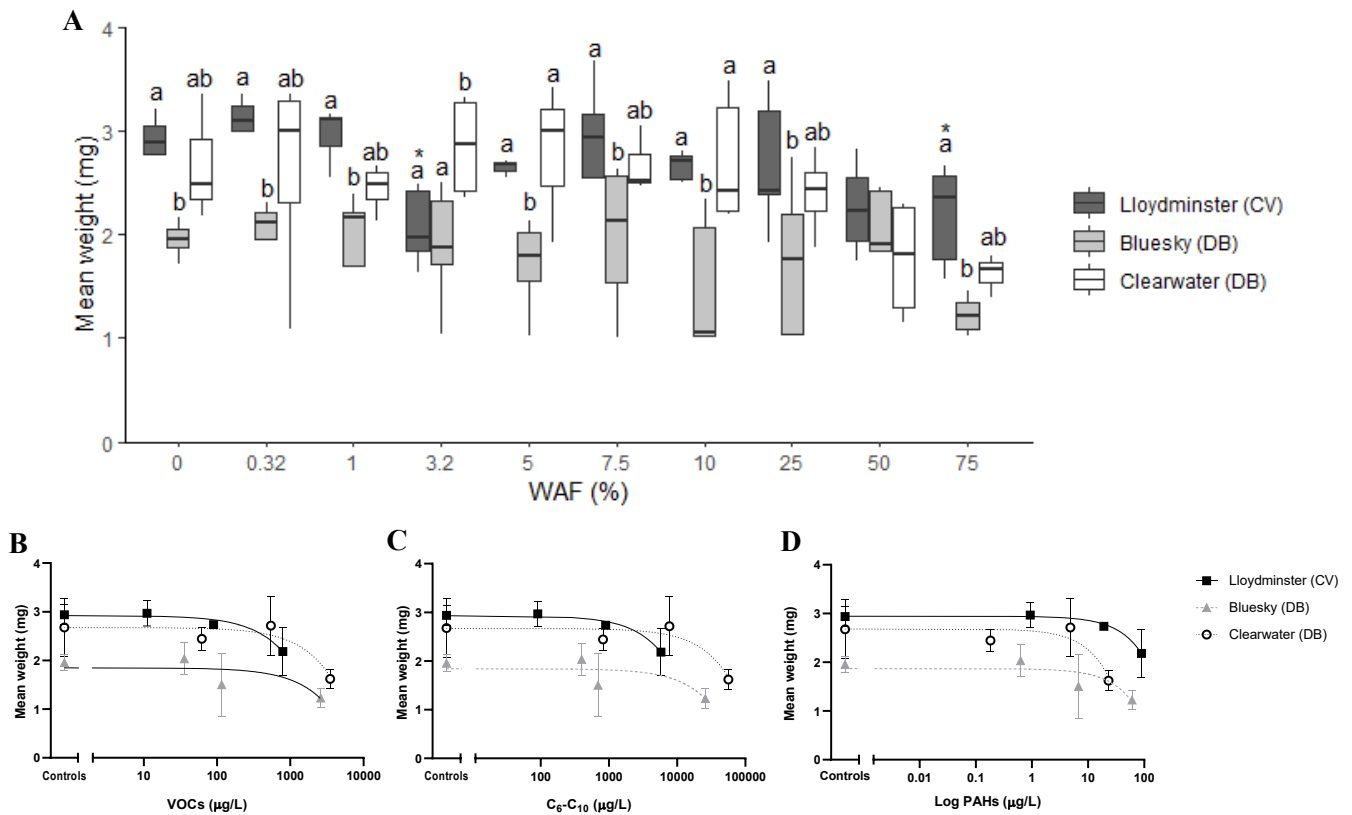 A
Mean weight (mg)
4
3
2
1
0
a ab a ab a a a a
b b b ab b * a a b ab a b a b ab * a b ab
0 0.32 1 3.2 5 7.5 10 25 50 75
WAF (%)
Lloydminster (CV)
Bluesky (DB)
Clearwater (DB)
B
Mean weight (mg)
4
3
2
1
0
Controls 10 100 1000 10000
VOCs (μg/L)
C
Mean weight (mg)
4
3
2
1
0
Controls 100 1000 10000 100000
C₆-C₁₀ (μg/L)
D
Mean weight (mg)
4
3
2
1
0
Controls 0.01 0.1 1 10 100
Log PAHs (μg/L)
Lloydminster (CV)
Bluesky (DB)
Clearwater (DB)